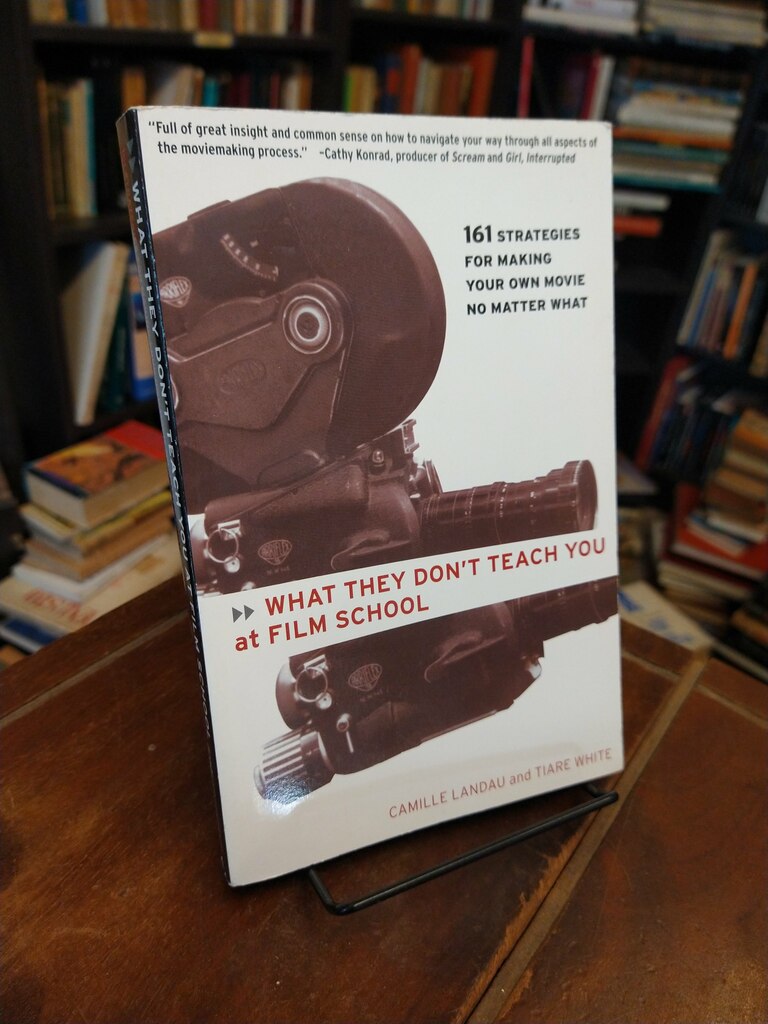 "Full of great insight and common sense on how to navigate your way through all aspects of
the moviemaking process." –Cathy Konrad, producer of Scream and Girl, Interrupted
161 STRATEGIES
FOR MAKING
YOUR OWN MOVIE
NO MATTER WHAT
WHAT THEY DON'T TEACH YOU
at FILM SCHOOL
CAMILLE LANDAU and TIARE WHITE
WHAT THEY DON'T TEACH YOU AT FILM SCHOOL
ARRIFLEX
ARRIFLEX